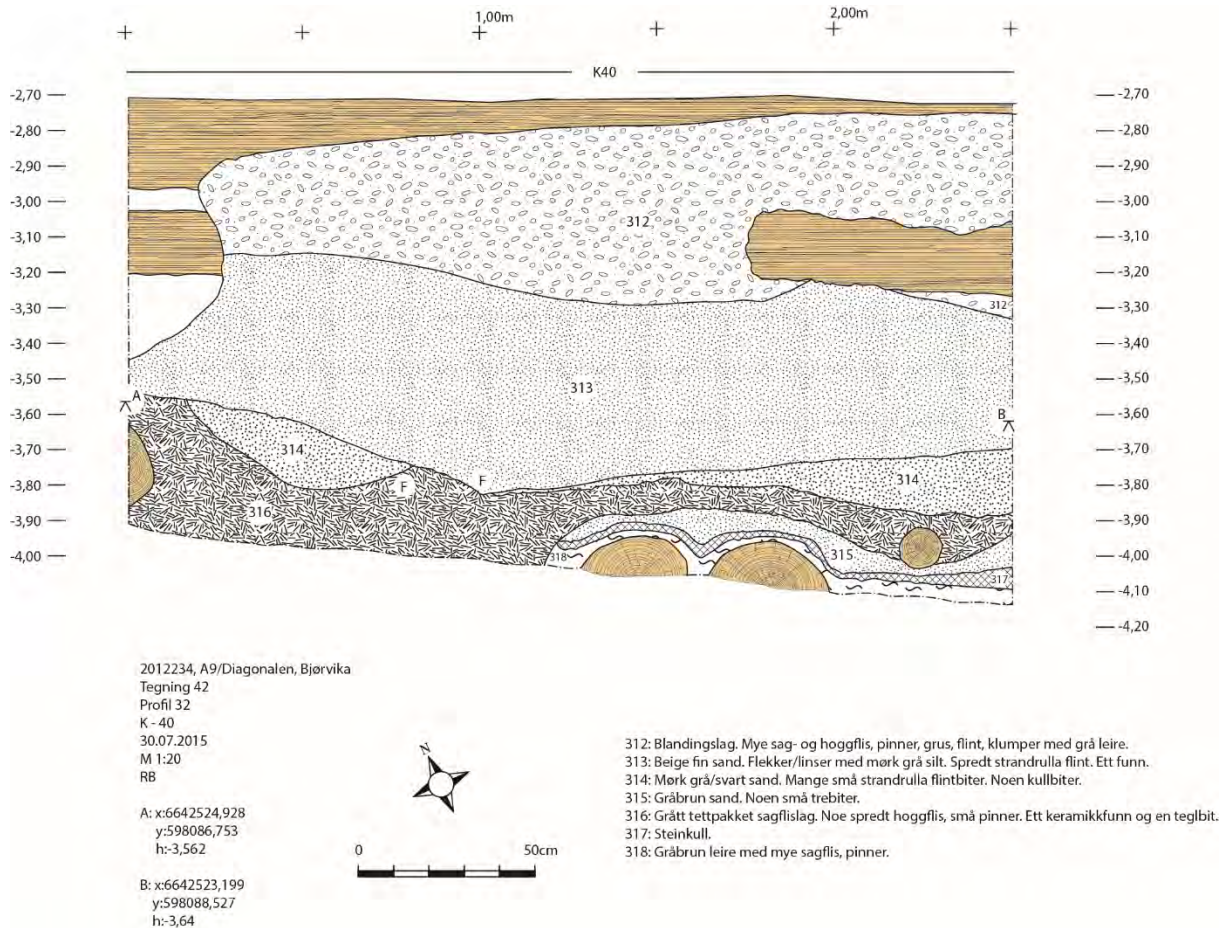 1,00m 2,00m
K40
-2,70 -2,70
-2,80 -2,80
-2,90 -2,90
-3,00 -3,00
312
-3,10 -3,10
-3,20 -3,20
-3,30 312 -3,30
-3,40 -3,40
-3,50 313 -3,50
A
-3,60 B -3,60
-3,70 314 -3,70
314
-3,80 F F -3,80
316
-3,90 -3,90
-4,00 318 315 -4,00
317
-4,10
-4,20
2012234, A9/Diagonalen, Bjørvika
Tegning 42
Profil 32
K - 40
30.07.2015
M 1:20
RB
A: x:6642524,928
y:598086,753
h:-3,562
B: x:6642523,199
y:598088,527
h:-3,64
N
0 50cm
312: Blandingslag. Mye sag- og hoggflis, pinner, grus, flint, klumper med grå leire.
313: Beige fin sand. Flekker/linser med mørk grå silt. Spredt strandrulla flint. Ett funn.
314: Mørk grå/svart sand. Mange små strandrulla flintbiter. Noen kullbiter.
315: Gråbrun sand. Noen små trebiter.
316: Grått tettpakket sagflislag. Noe spredt hoggflis, små pinner. Ett keramikkfunn og en teglbit.
317: Steinkull.
318: Gråbrun leire med mye sagflis, pinner.